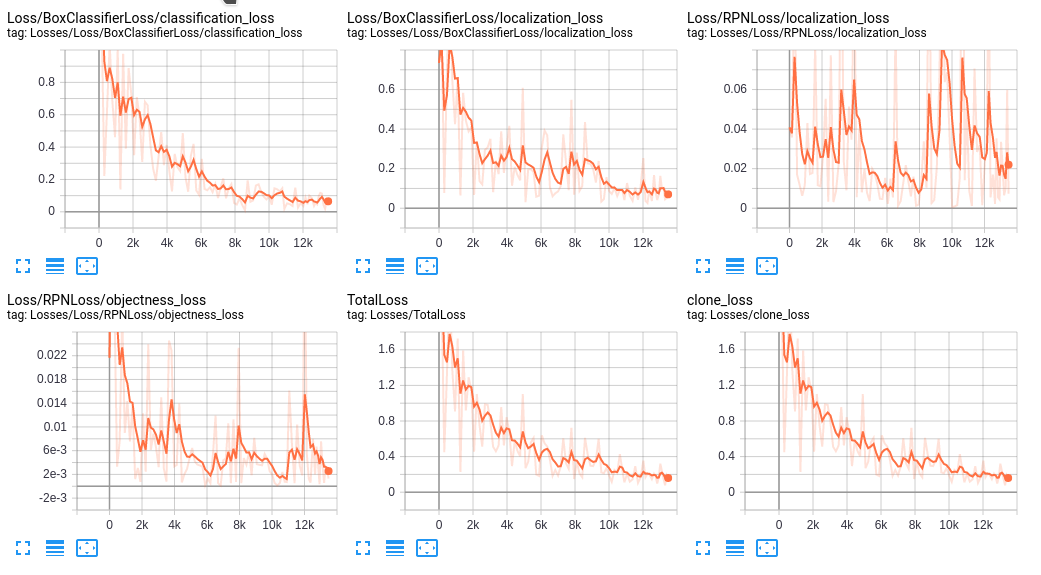 Loss/BoxClassifierLoss/classification_loss
tag: Losses/Loss/BoxClassifierLoss/classification_loss
0.8
0.6
0.4
0.2
0
0 2k 4k 6k 8k 10k 12k
Loss/BoxClassifierLoss/localization_loss
tag: Losses/Loss/BoxClassifierLoss/localization_loss
0.6
0.4
0.2
0
0 2k 4k 6k 8k 10k 12k
Loss/RPNLoss/localization_loss
tag: Losses/Loss/RPNLoss/localization_loss
0.06
0.04
0.02
0
0 2k 4k 6k 8k 10k 12k
Loss/RPNLoss/objectness_loss
tag: Losses/Loss/RPNLoss/objectness_loss
0.022
0.018
0.014
0.01
6e-3
2e-3
-2e-3
0 2k 4k 6k 8k 10k 12k
TotalLoss
tag: Losses/TotalLoss
1.6
1.2
0.8
0.4
0
0 2k 4k 6k 8k 10k 12k
clone_loss
tag: Losses/clone_loss
1.6
1.2
0.8
0.4
0
0 2k 4k 6k 8k 10k 12k